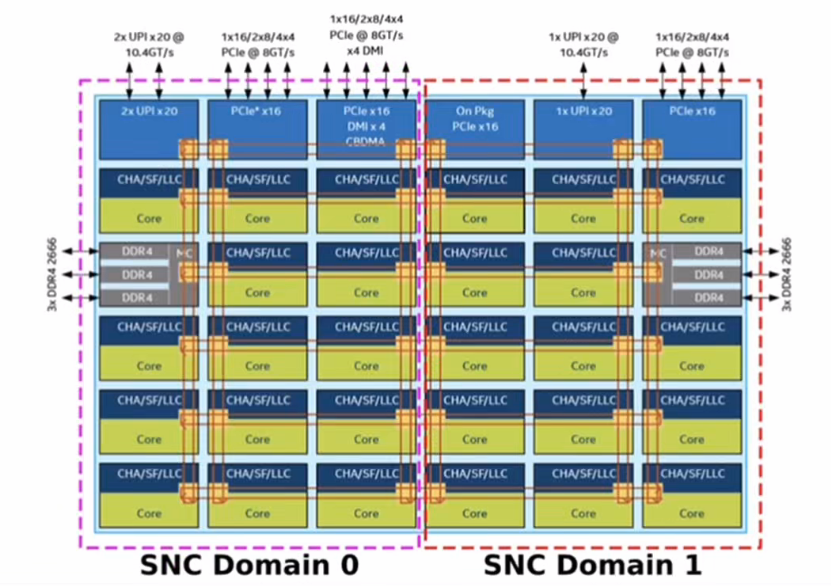 1x16/2x8/4x4
PCIe @ 8GT/s
x4 DMI
2x UPI x20 @
10.4GT/s
1x16/2x8/4x4
PCIe @ 8GT/s
1x UPI x20 @
10.4GT/s
1x16/2x8/4x4
PCIe @ 8GT/s
2x UPI x20
PCIe* x16
PCIe x16
DMI x 4
CBDMA
On Pkg
PCIe x16
1x UPI x20
PCIe x16
CHA/SF/LLC CHA/SF/LLC CHA/SF/LLC CHA/SF/LLC CHA/SF/LLC CHA/SF/LLC
Core Core Core Core Core Core
3x DDR4 2666
DDR4
DDR4
DDR4
MC
CHA/SF/LLC CHA/SF/LLC CHA/SF/LLC CHA/SF/LLC
Core Core Core Core
MC
DDR4
DDR4
DDR4
3x DDR4 2666
CHA/SF/LLC CHA/SF/LLC CHA/SF/LLC CHA/SF/LLC CHA/SF/LLC CHA/SF/LLC
Core Core Core Core Core Core
CHA/SF/LLC CHA/SF/LLC CHA/SF/LLC CHA/SF/LLC CHA/SF/LLC CHA/SF/LLC
Core Core Core Core Core Core
CHA/SF/LLC CHA/SF/LLC CHA/SF/LLC CHA/SF/LLC CHA/SF/LLC CHA/SF/LLC
Core Core Core Core Core Core
SNC Domain 0
SNC Domain 1